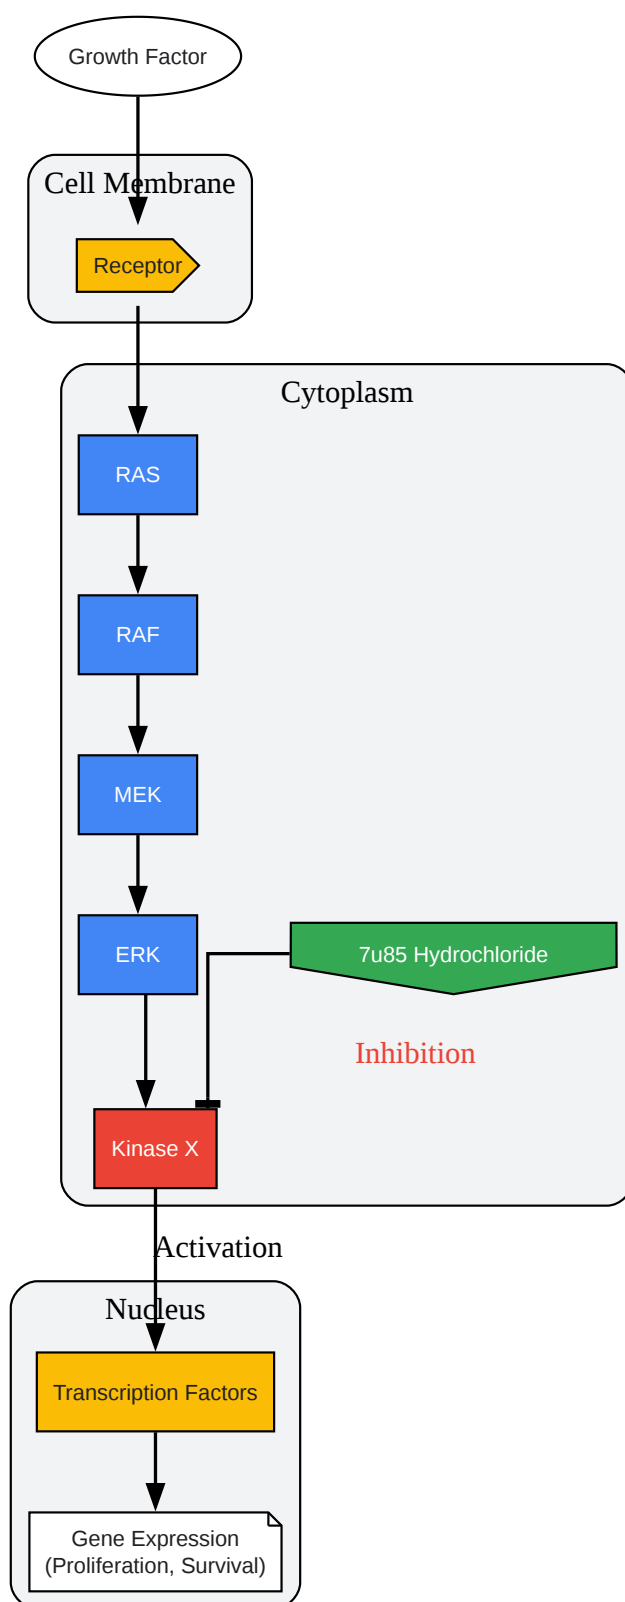 Growth Factor
Cell Membrane
Receptor
Cytoplasm
RAS
RAF
MEK
ERK
7u85 Hydrochloride
Inhibition
Kinase X
Activation
Nucleus
Transcription Factors
Gene Expression
(Proliferation, Survival)